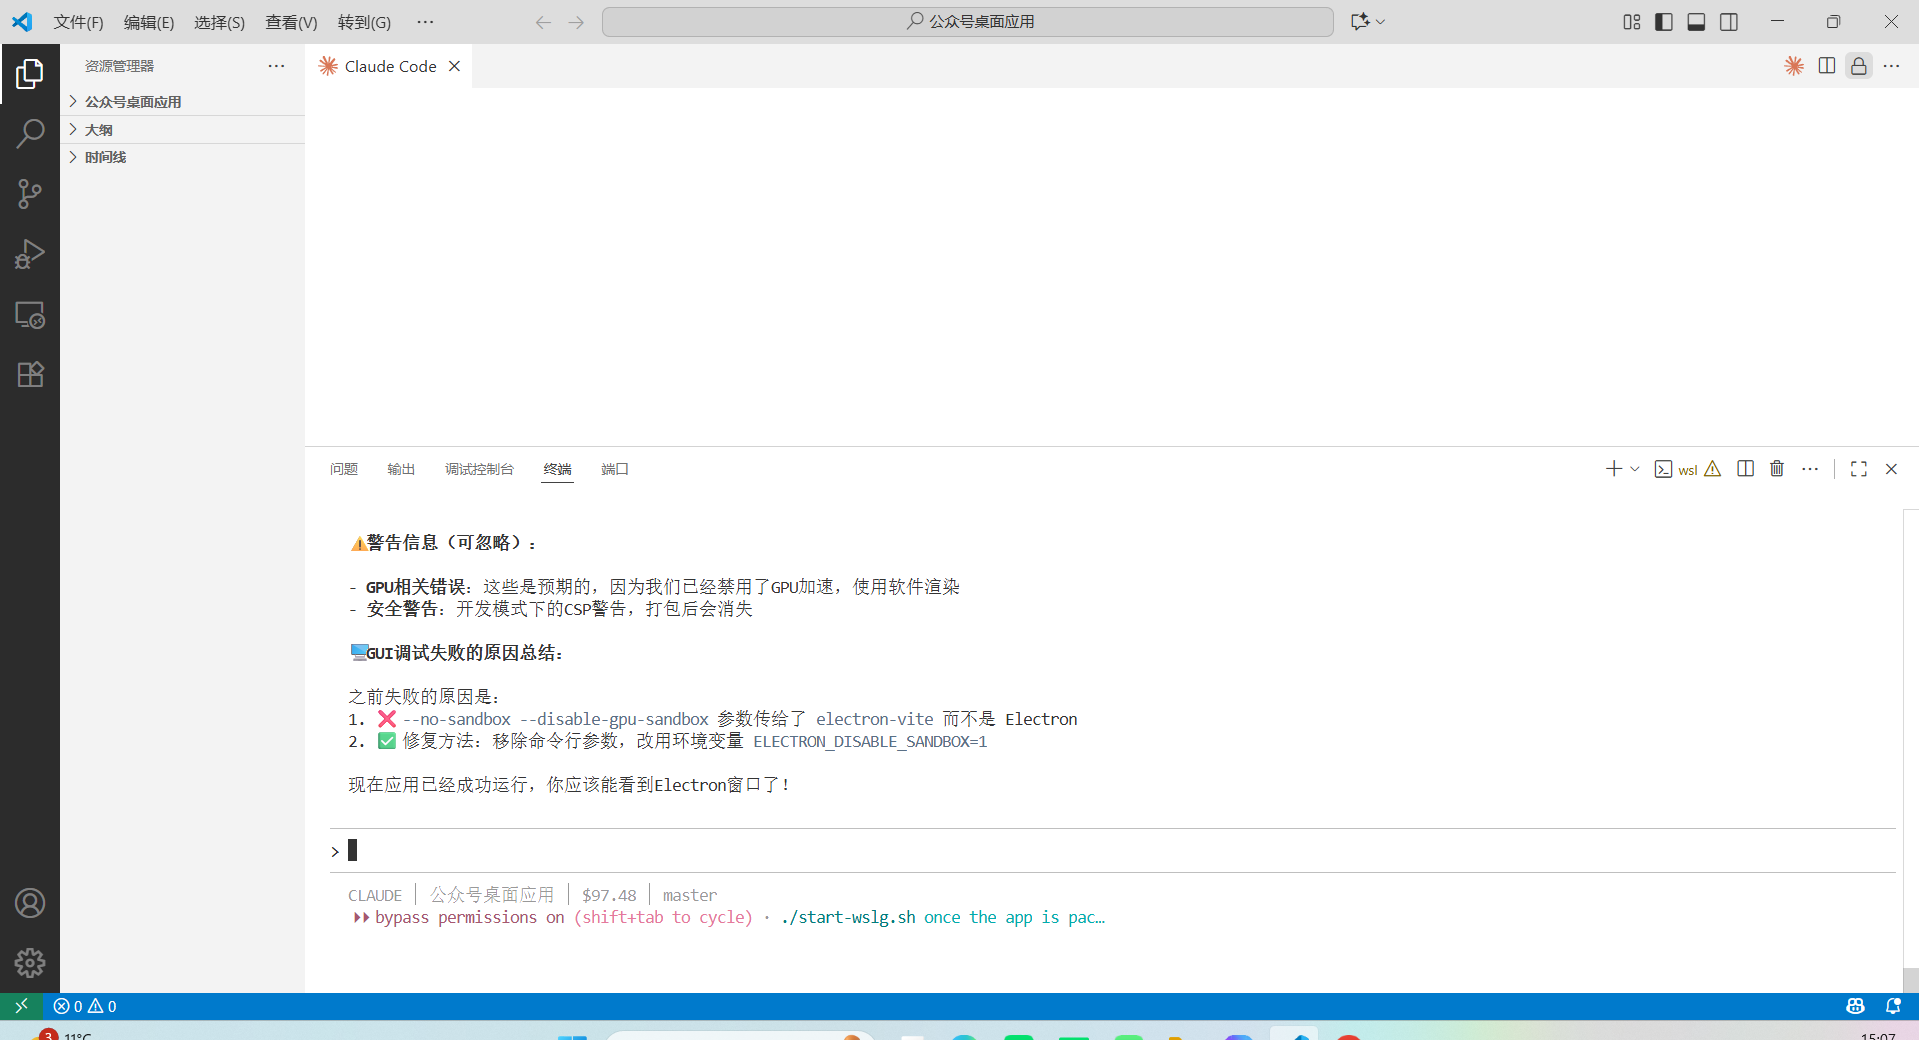 文件(F) 编辑(E) 选择(S) 查看(V) 转到(G) ··· 公众号桌面应用
资源管理器 ···
Claude Code
公众号桌面应用
大纲
时间线
问题 输出 调试控制台 终端 端口 wsl
⚠️警告信息（可忽略）：
- GPU相关错误：这些是预期的，因为我们已经禁用了GPU加速，使用软件渲染
- 安全警告：开发模式下的CSP警告，打包后会消失
🖥️GUI调试失败的原因总结：
之前失败的原因是：
1. ❌ --no-sandbox --disable-gpu-sandbox 参数传给了 electron-vite 而不是 Electron
2. ✅ 修复方法：移除命令行参数，改用环境变量 ELECTRON_DISABLE_SANDBOX=1
现在应用已经成功运行，你应该能看到Electron窗口了！
>
CLAUDE │ 公众号桌面应用 │ $97.48 │ master
⏵⏵ bypass permissions on (shift+tab to cycle) · ./start-wslg.sh once the app is pac…
0 0
3 11°C 15:07